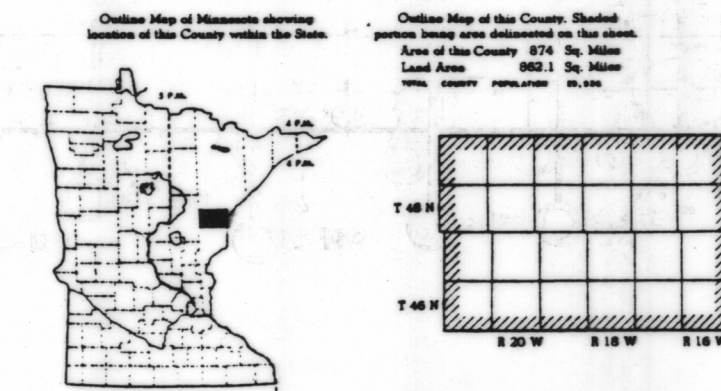 Outline Map of Minnesota showing
location of this County within the State.
Outline Map of this County. Shaded
portion being area delineated on this sheet.
Area of this County 874 Sq. Miles
Land Area 862.1 Sq. Miles
TOTAL COUNTY POPULATION
5 P.M.
4 P.M.
T 48 N
T 46 N
R 20 W
R 18 W
R 16 W